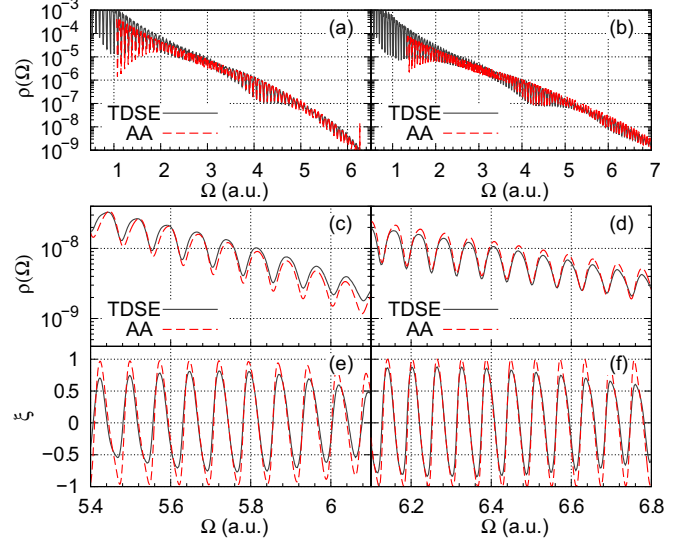 (a)
(b)
10⁻³
10⁻⁴
10⁻⁵
10⁻⁶
10⁻⁷
10⁻⁸
10⁻⁹
ρ(Ω)
TDSE
AA
TDSE
AA
1 2 3 4 5 6
1 2 3 4 5 6 7
Ω (a.u.)
Ω (a.u.)
(c)
(d)
10⁻⁸
10⁻⁹
ρ(Ω)
TDSE
AA
TDSE
AA
(e)
(f)
1
0.5
0
−0.5
−1
ξ
5.4 5.6 5.8 6
6.2 6.4 6.6 6.8
Ω (a.u.)
Ω (a.u.)